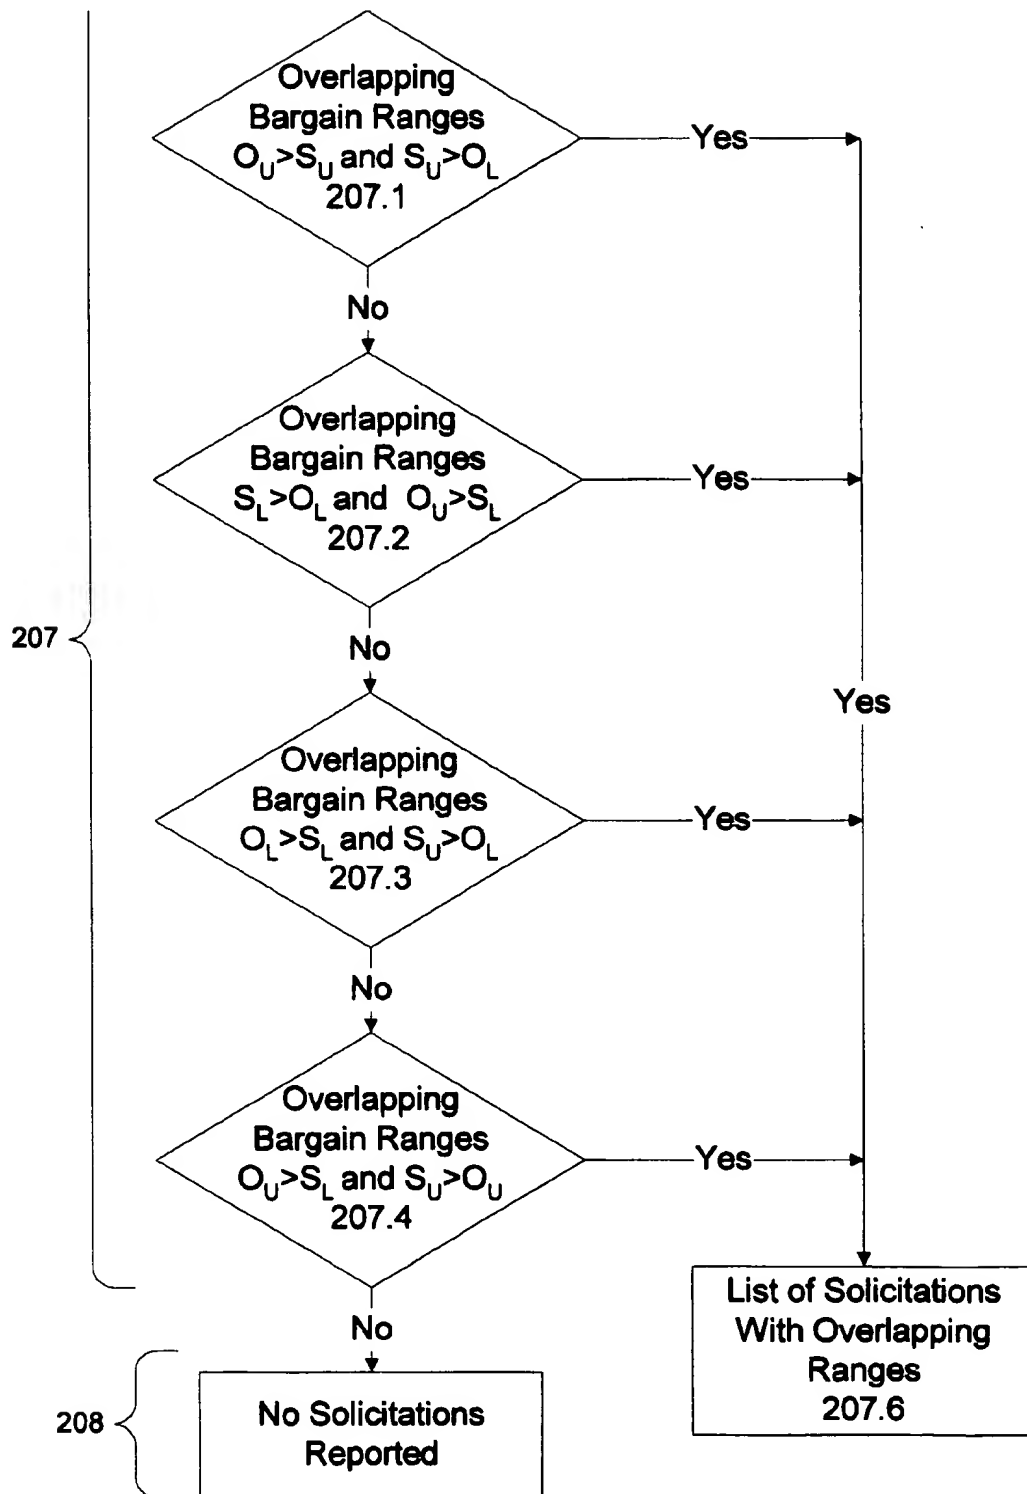 Overlapping
Bargain Ranges
O_U>S_U and S_U>O_L
207.1
Yes
No
Overlapping
Bargain Ranges
S_L>O_L and O_U>S_L
207.2
Yes
207
No
Yes
Overlapping
Bargain Ranges
O_L>S_L and S_U>O_L
207.3
Yes
No
Overlapping
Bargain Ranges
O_U>S_L and S_U>O_U
207.4
Yes
No
List of Solicitations
With Overlapping
Ranges
207.6
208
No Solicitations
Reported